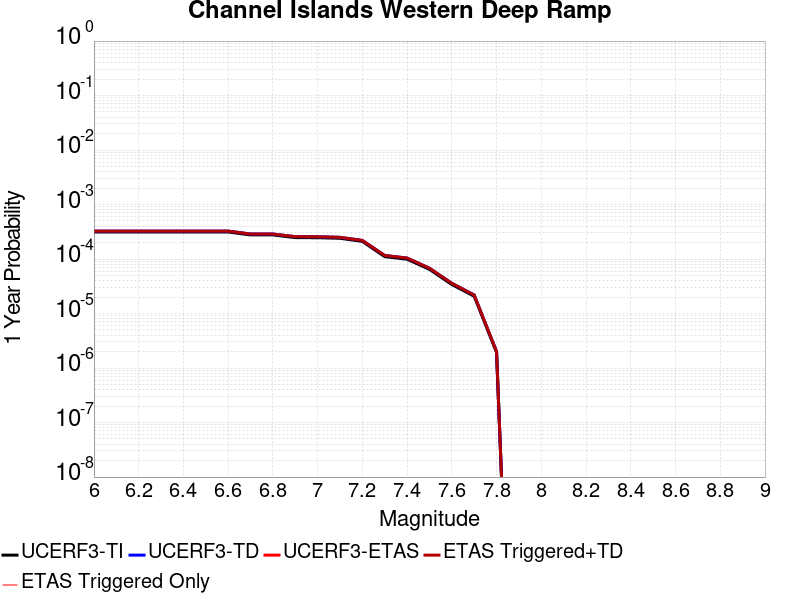 Channel Islands Western Deep Ramp
10^0
10^-1
10^-2
10^-3
10^-4
10^-5
10^-6
10^-7
10^-8
1 Year Probability
6 6.2 6.4 6.6 6.8 7 7.2 7.4 7.6 7.8 8 8.2 8.4 8.6 8.8 9
Magnitude
UCERF3-TI UCERF3-TD UCERF3-ETAS ETAS Triggered+TD
ETAS Triggered Only